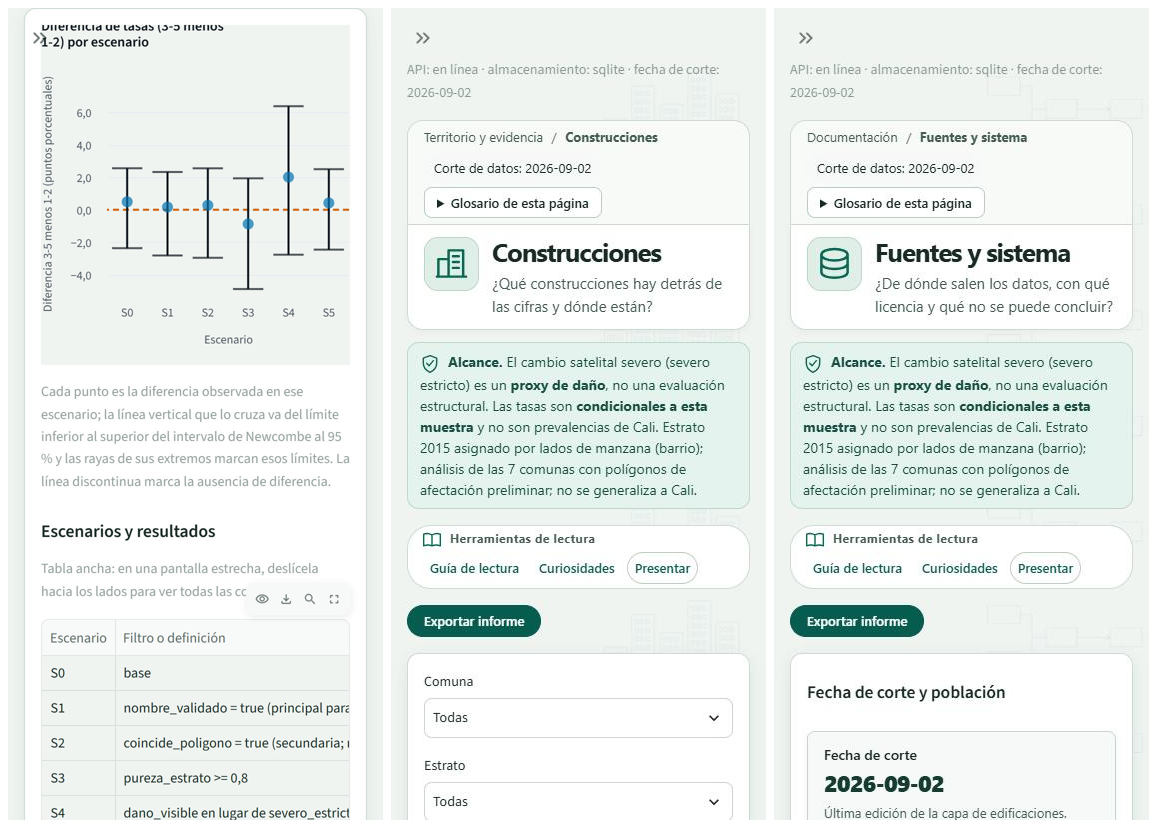 Diferencia de tasas (3-5 menos
1-2) por escenario
Diferencia 3-5 menos 1-2 (puntos porcentuales)
6,0
4,0
2,0
0,0
−2,0
−4,0
S0 S1 S2 S3 S4 S5
Escenario
Cada punto es la diferencia observada en ese
escenario; la línea vertical que lo cruza va del límite
inferior al superior del intervalo de Newcombe al 95
% y las rayas de sus extremos marcan esos límites. La
línea discontinua marca la ausencia de diferencia.
Escenarios y resultados
Tabla ancha: en una pantalla estrecha, deslícela
hacia los lados para ver todas las
Escenario Filtro o definición
S0 base
S1 nombre_validado = true (principal para
S2 coincide_poligono = true (secundaria;
S3 pureza_estrato >= 0,8
S4 dano_visible en lugar de severo_estrict
API: en línea · almacenamiento: sqlite · fecha de corte:
2026-09-02
Territorio y evidencia / Construcciones
Corte de datos: 2026-09-02
Glosario de esta página
Construcciones
¿Qué construcciones hay detrás de
las cifras y dónde están?
Alcance. El cambio satelital severo (severo
estricto) es un proxy de daño, no una evaluación
estructural. Las tasas son condicionales a esta
muestra y no son prevalencias de Cali. Estrato
2015 asignado por lados de manzana (barrio);
análisis de las 7 comunas con polígonos de
afectación preliminar; no se generaliza a Cali.
Herramientas de lectura
Guía de lectura Curiosidades Presentar
Exportar informe
Comuna
Todas
Estrato
Todas
API: en línea · almacenamiento: sqlite · fecha de corte:
2026-09-02
Documentación / Fuentes y sistema
Corte de datos: 2026-09-02
Glosario de esta página
Fuentes y sistema
¿De dónde salen los datos, con qué
licencia y qué no se puede concluir?
Alcance. El cambio satelital severo (severo
estricto) es un proxy de daño, no una evaluación
estructural. Las tasas son condicionales a esta
muestra y no son prevalencias de Cali. Estrato
2015 asignado por lados de manzana (barrio);
análisis de las 7 comunas con polígonos de
afectación preliminar; no se generaliza a Cali.
Herramientas de lectura
Guía de lectura Curiosidades Presentar
Exportar informe
Fecha de corte y población
Fecha de corte
2026-09-02
Última edición de la capa de edificaciones.